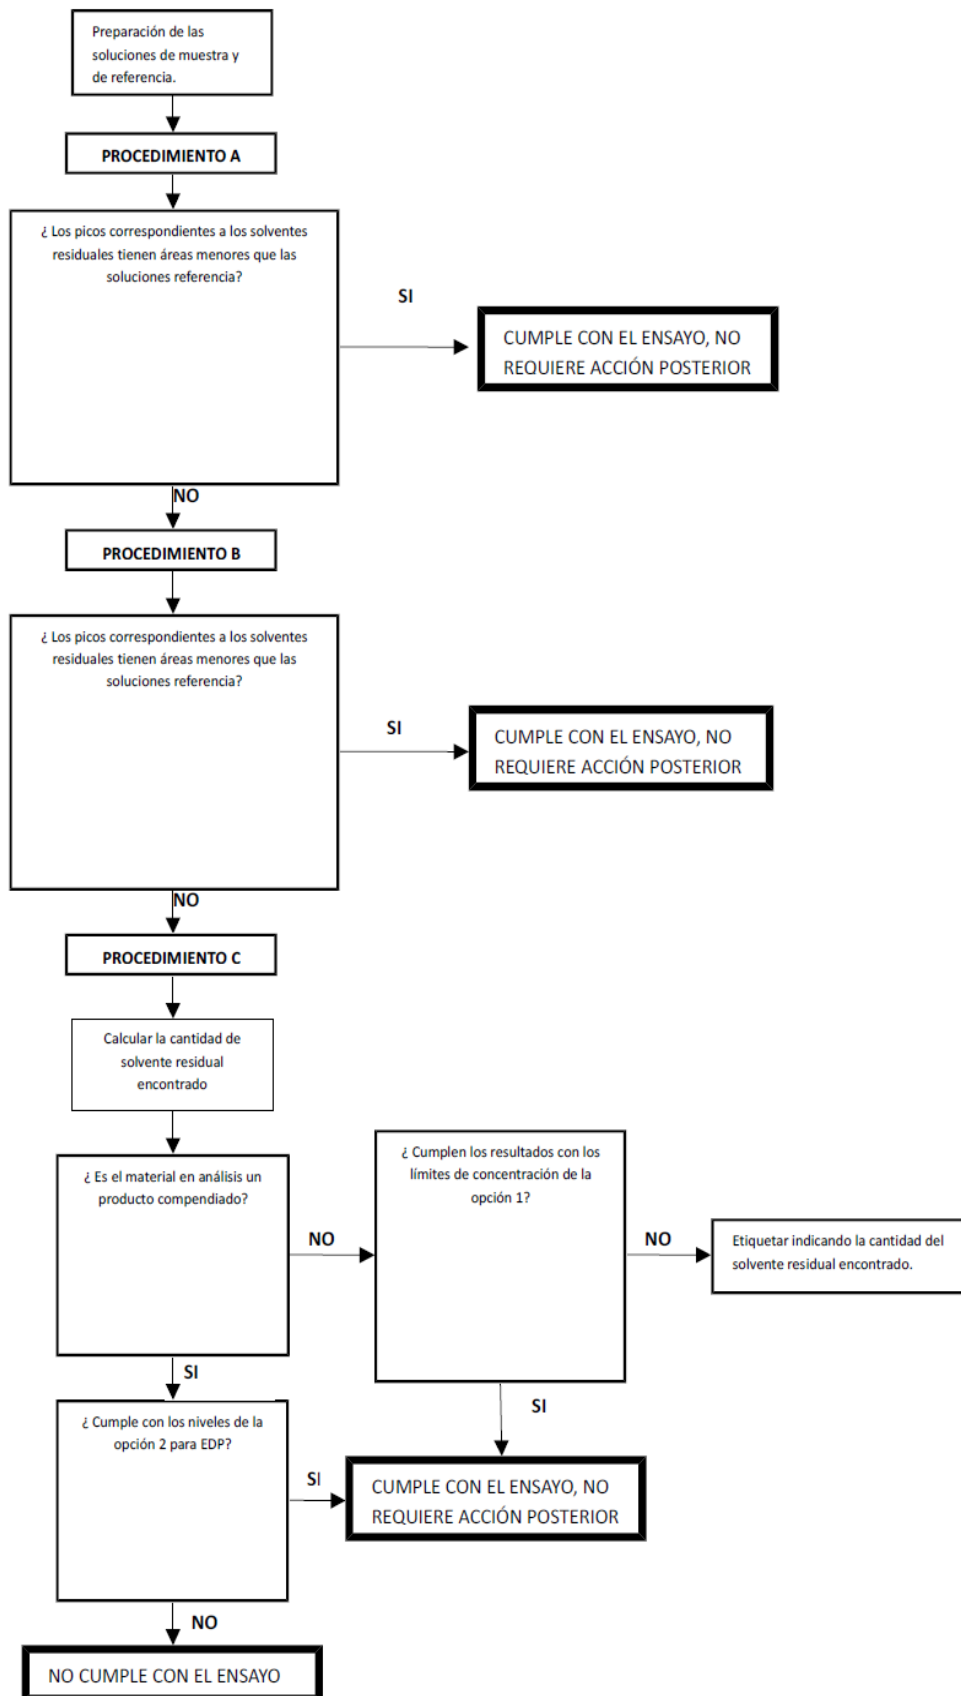 Preparación de las
soluciones de muestra y
de referencia.
PROCEDIMIENTO A
¿ Los picos correspondientes a los solventes
residuales tienen áreas menores que las
soluciones referencia?
SI
CUMPLE CON EL ENSAYO, NO
REQUIERE ACCIÓN POSTERIOR
NO
PROCEDIMIENTO B
¿ Los picos correspondientes a los solventes
residuales tienen áreas menores que las
soluciones referencia?
SI
CUMPLE CON EL ENSAYO, NO
REQUIERE ACCIÓN POSTERIOR
NO
PROCEDIMIENTO C
Calcular la cantidad de
solvente residual
encontrado
¿ Es el material en análisis un
producto compendiado?
NO
¿ Cumplen los resultados con los
límites de concentración de la
opción 1?
NO
Etiquetar indicando la cantidad del
solvente residual encontrado.
SI
SI
¿ Cumple con los niveles de la
opción 2 para EDP?
SI
CUMPLE CON EL ENSAYO, NO
REQUIERE ACCIÓN POSTERIOR
NO
NO CUMPLE CON EL ENSAYO